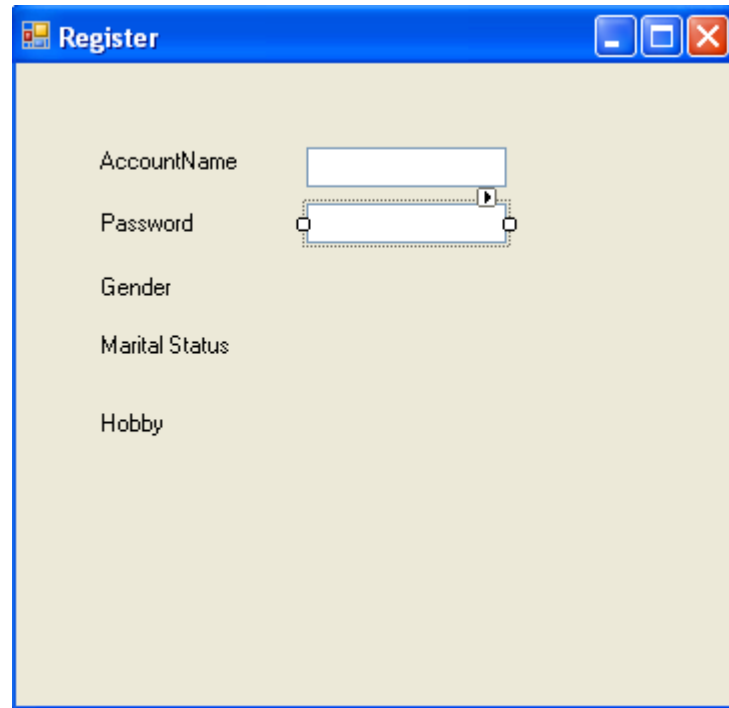 Register
AccountName
Password
Gender
Marital Status
Hobby